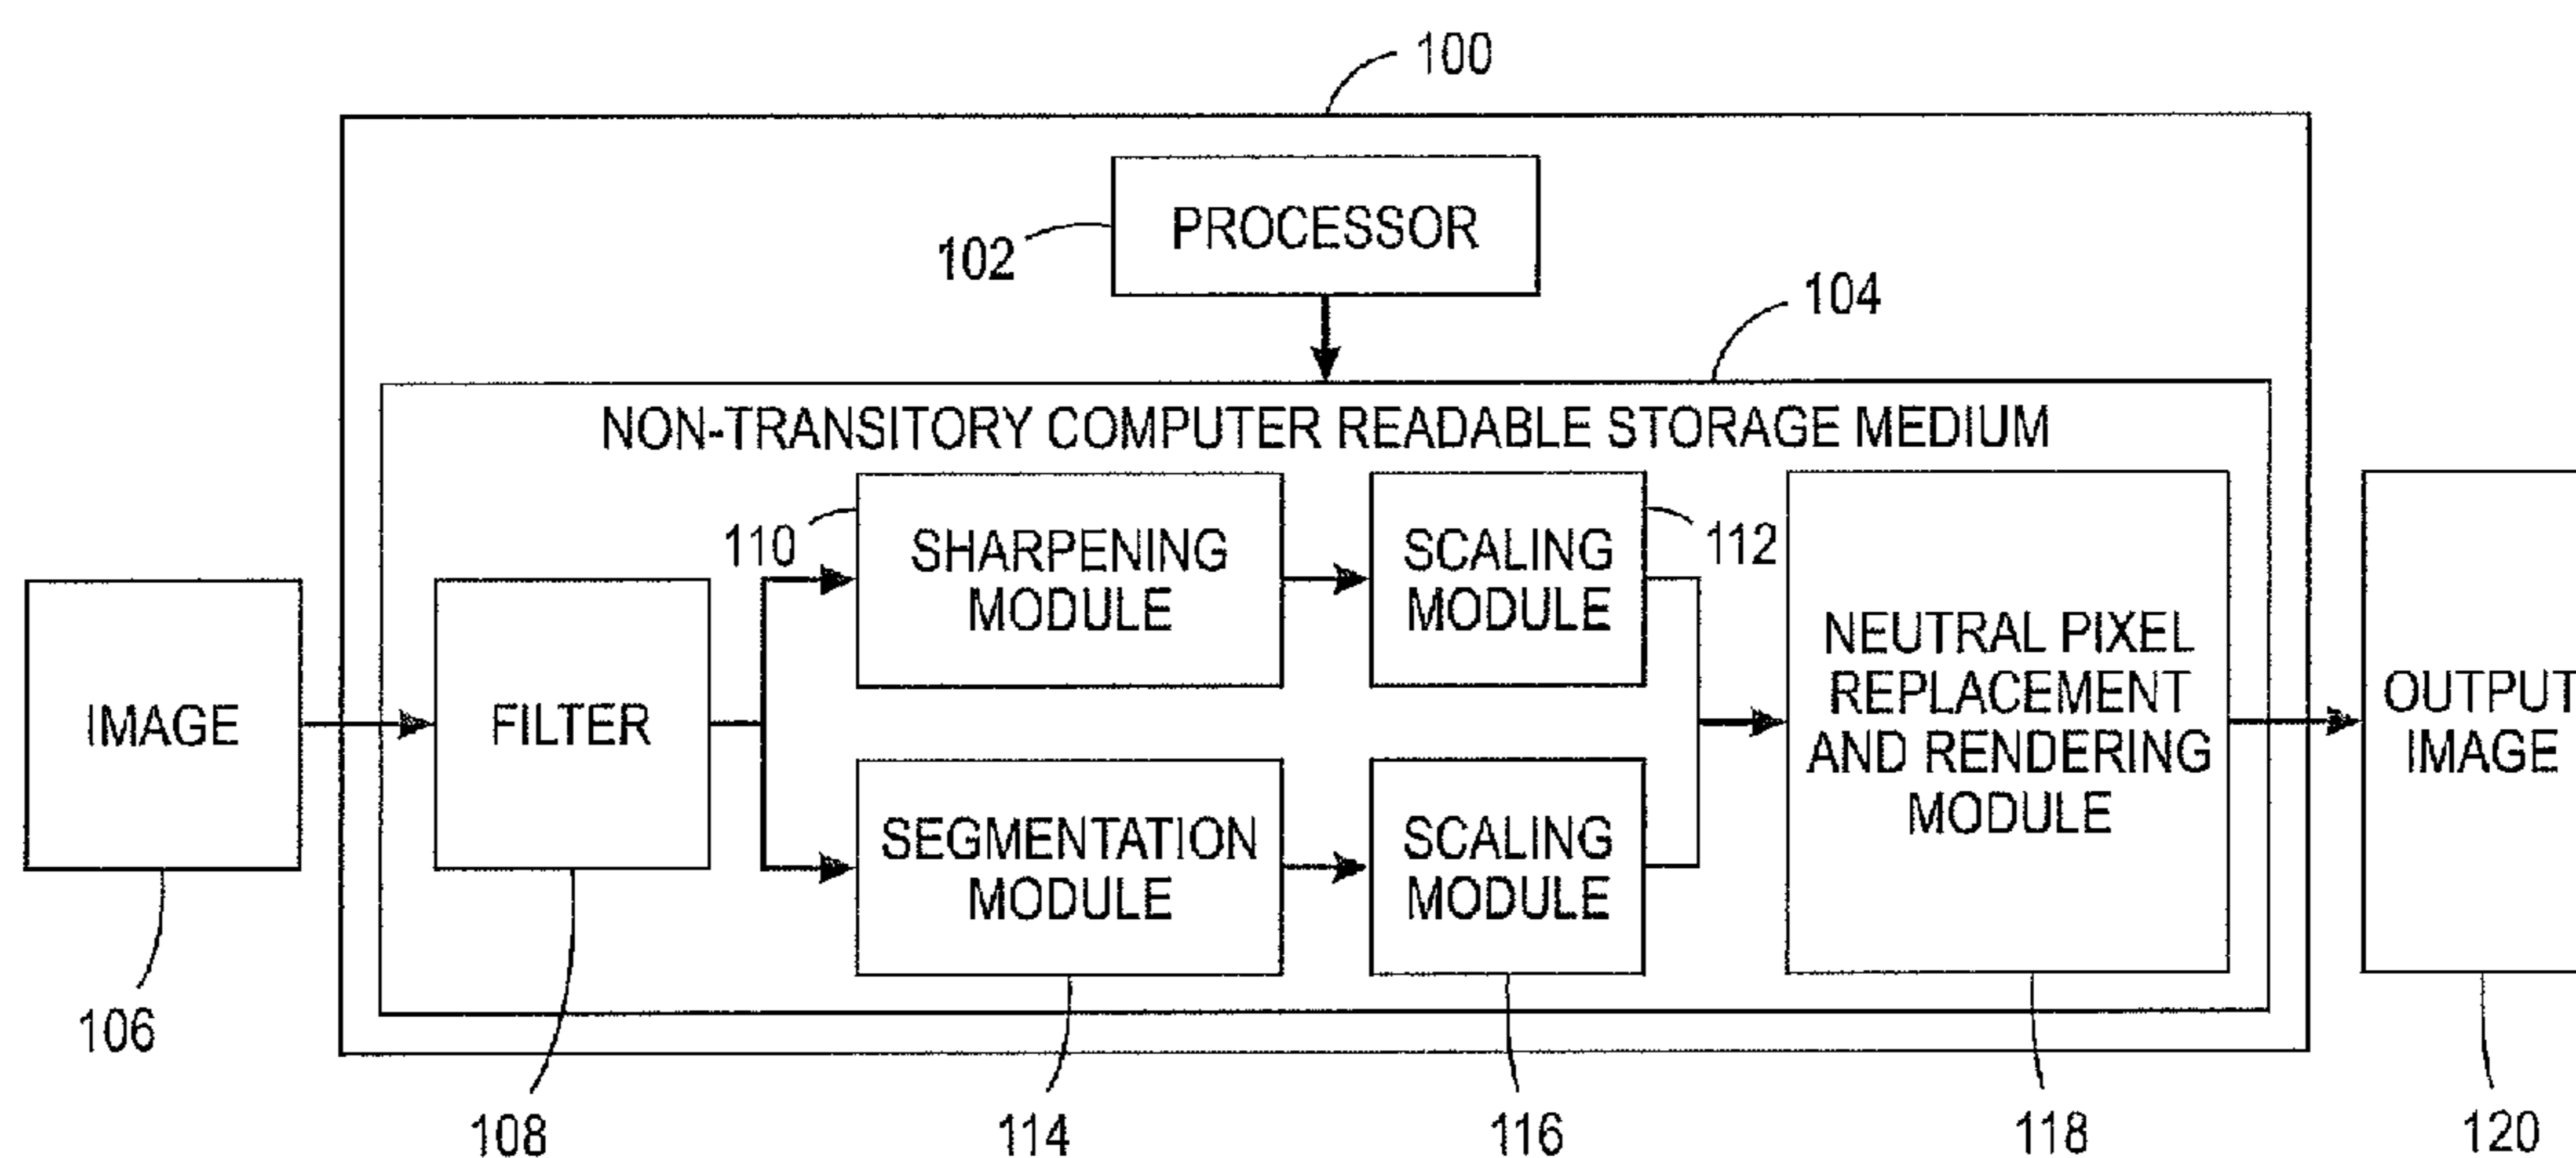 100
PROCESSOR
102
104
NON-TRANSITORY COMPUTER READABLE STORAGE MEDIUM
110
SHARPENING
MODULE
SCALING
MODULE
112
IMAGE
FILTER
NEUTRAL PIXEL
REPLACEMENT
AND RENDERING
MODULE
OUTPUT
IMAGE
SEGMENTATION
MODULE
SCALING
MODULE
106
108
114
116
118
120